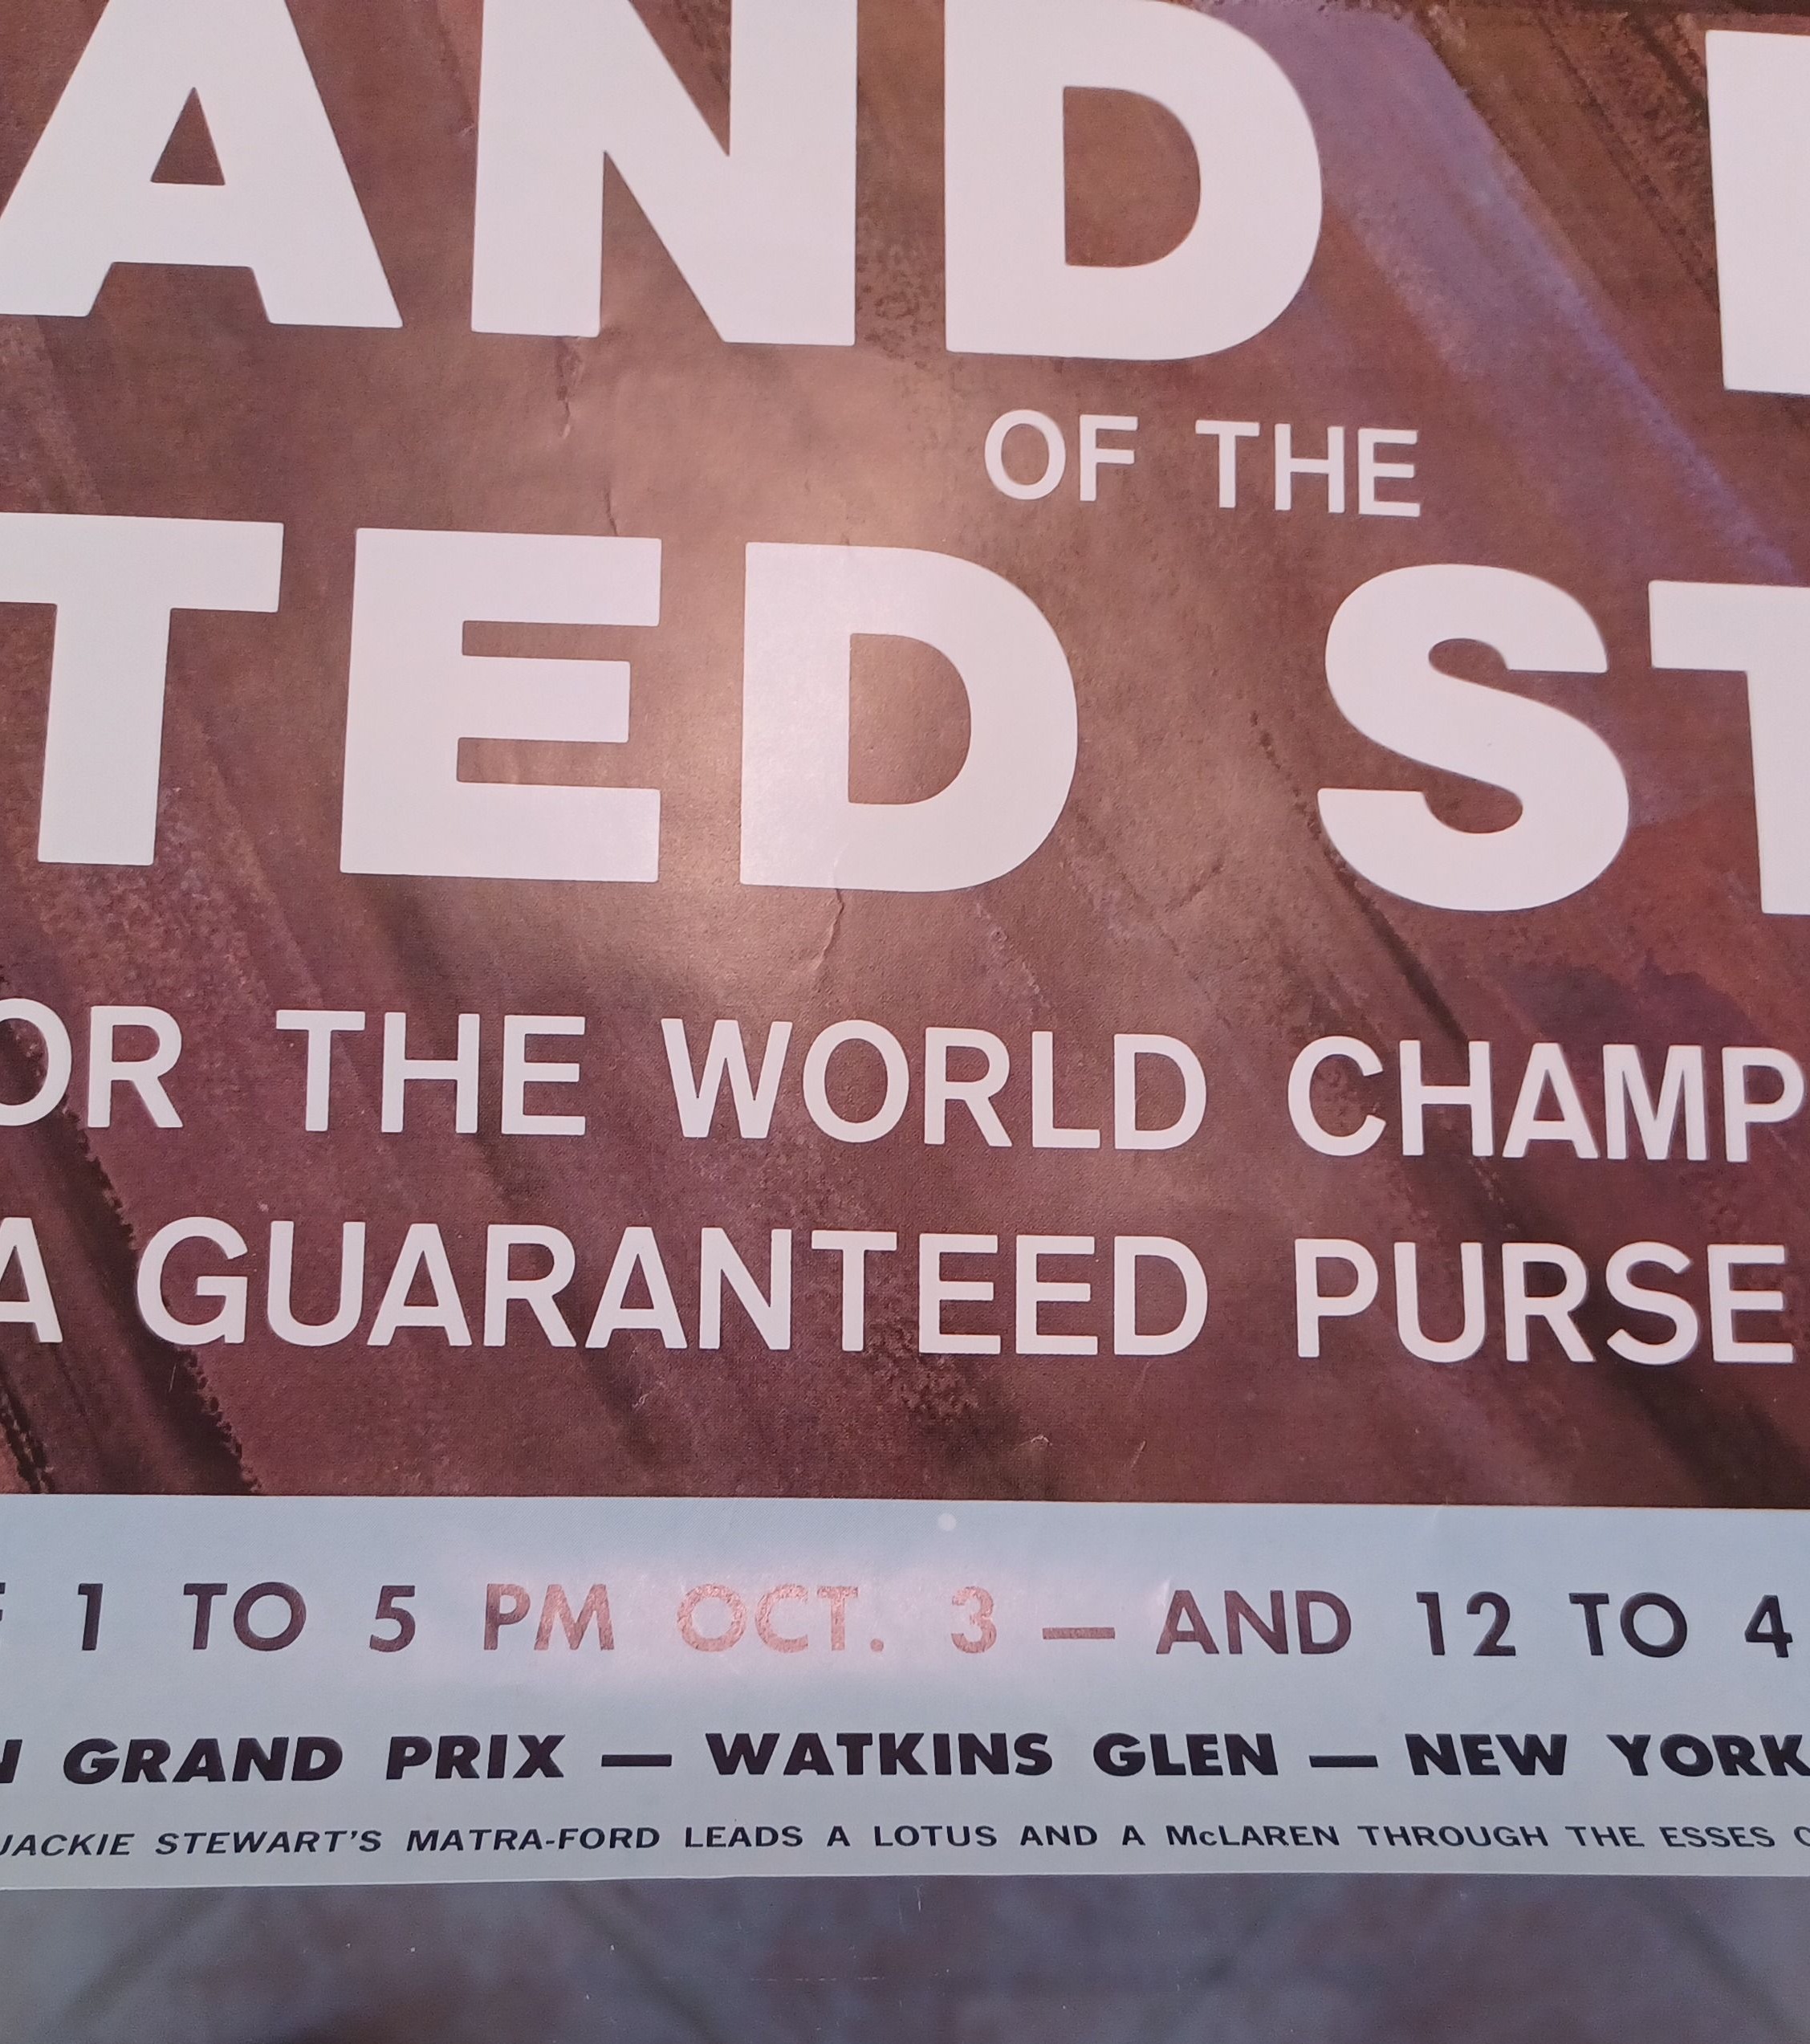 AND
OF THE
TED ST
OR THE WORLD CHAMP
A GUARANTEED PURSE
1 TO 5 PM OCT. 3 — AND 12 TO 4
N GRAND PRIX — WATKINS GLEN — NEW YORK
JACKIE STEWART'S MATRA-FORD LEADS A LOTUS AND A McLAREN THROUGH THE ESSES